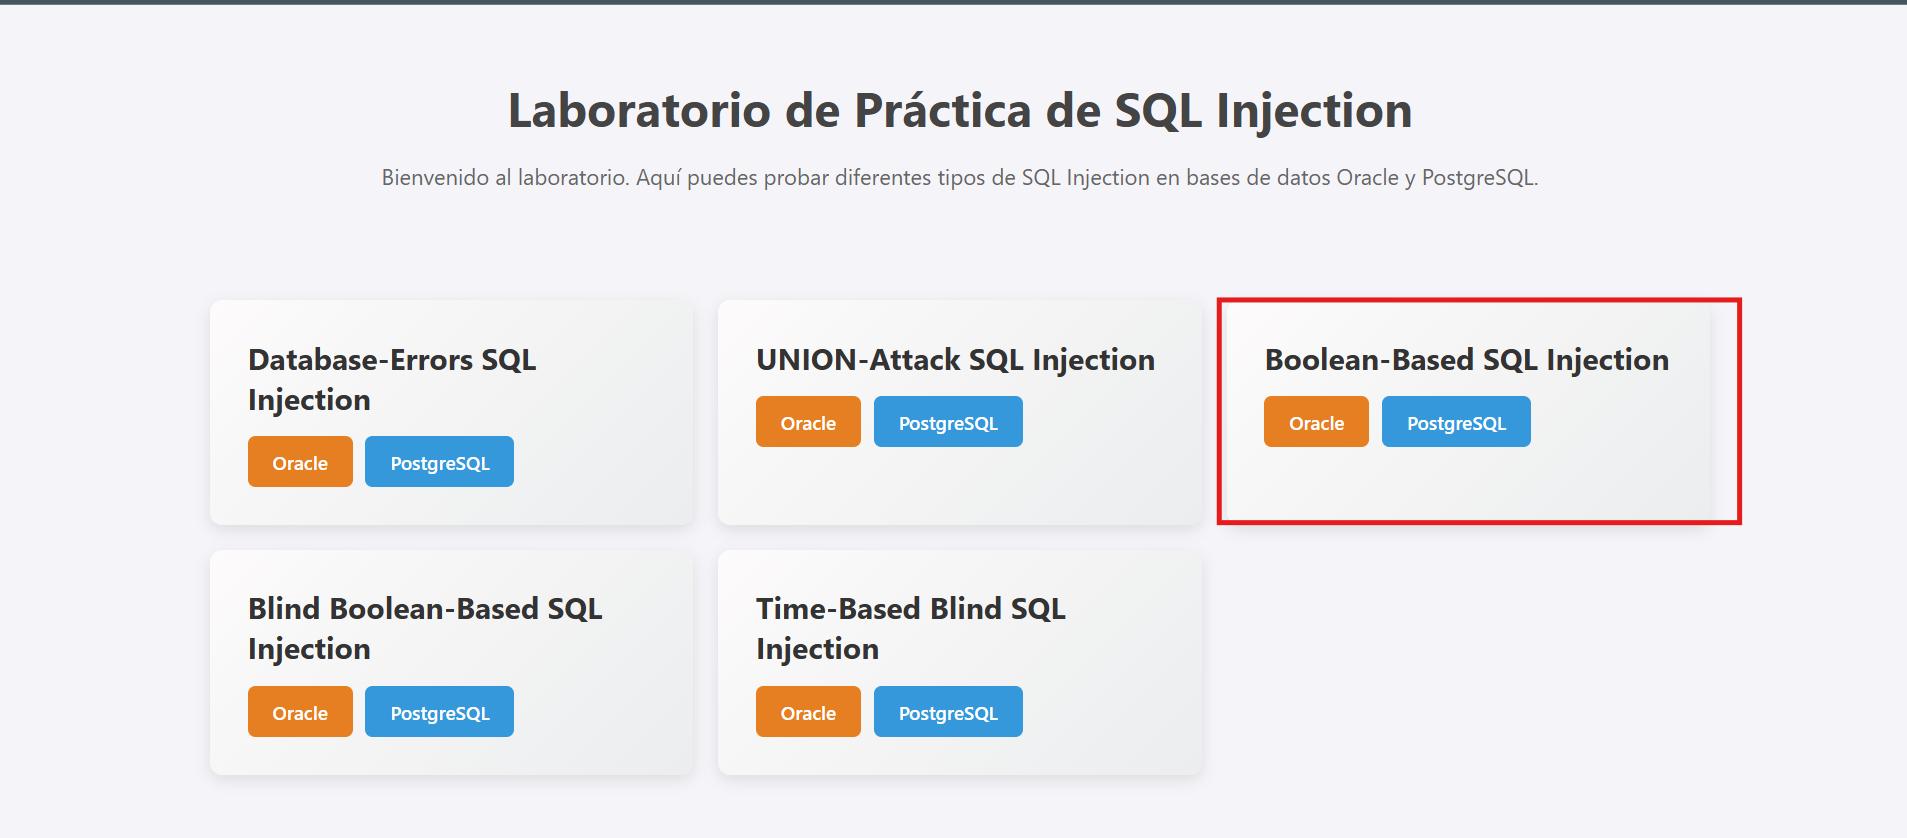 Laboratorio de Práctica de SQL Injection
Bienvenido al laboratorio. Aquí puedes probar diferentes tipos de SQL Injection en bases de datos Oracle y PostgreSQL.
Database-Errors SQL
Injection
Oracle
PostgreSQL
UNION-Attack SQL Injection
Oracle
PostgreSQL
Boolean-Based SQL Injection
Oracle
PostgreSQL
Blind Boolean-Based SQL
Injection
Oracle
PostgreSQL
Time-Based Blind SQL
Injection
Oracle
PostgreSQL